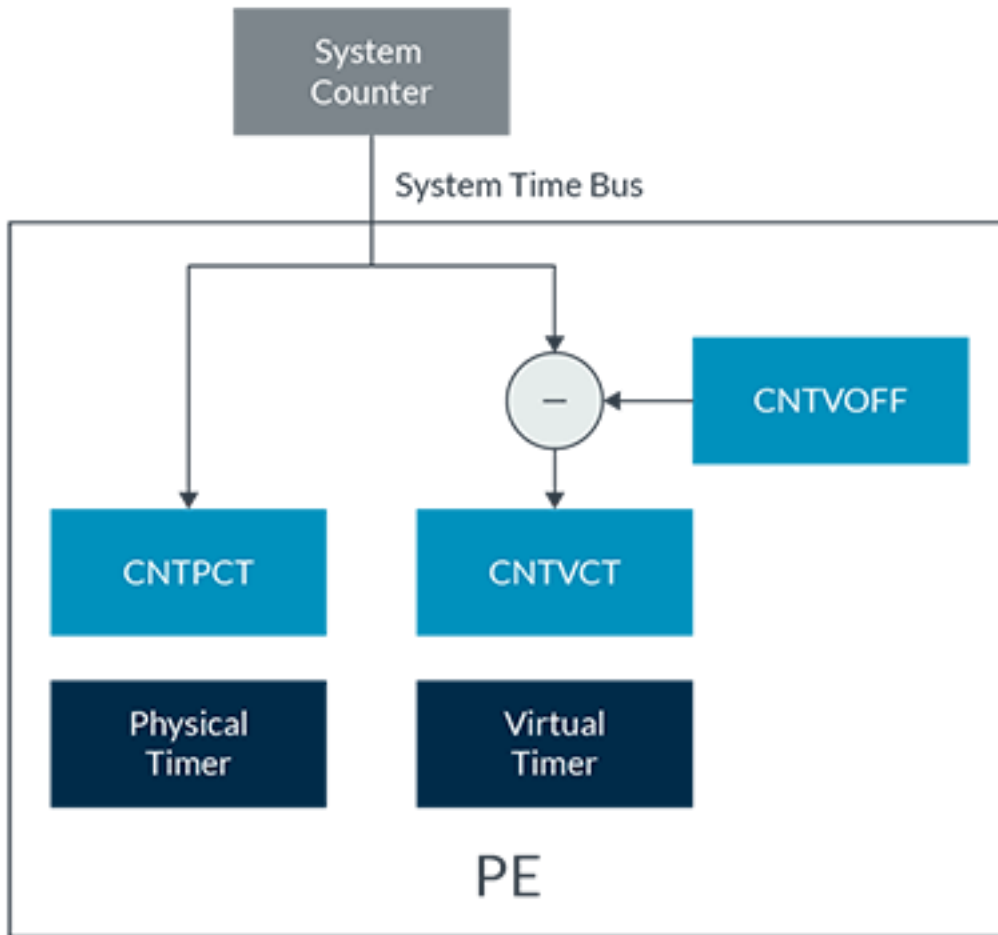 System
Counter
System Time Bus
−
CNTVOFF
CNTPCT
CNTVCT
Physical
Timer
Virtual
Timer
PE